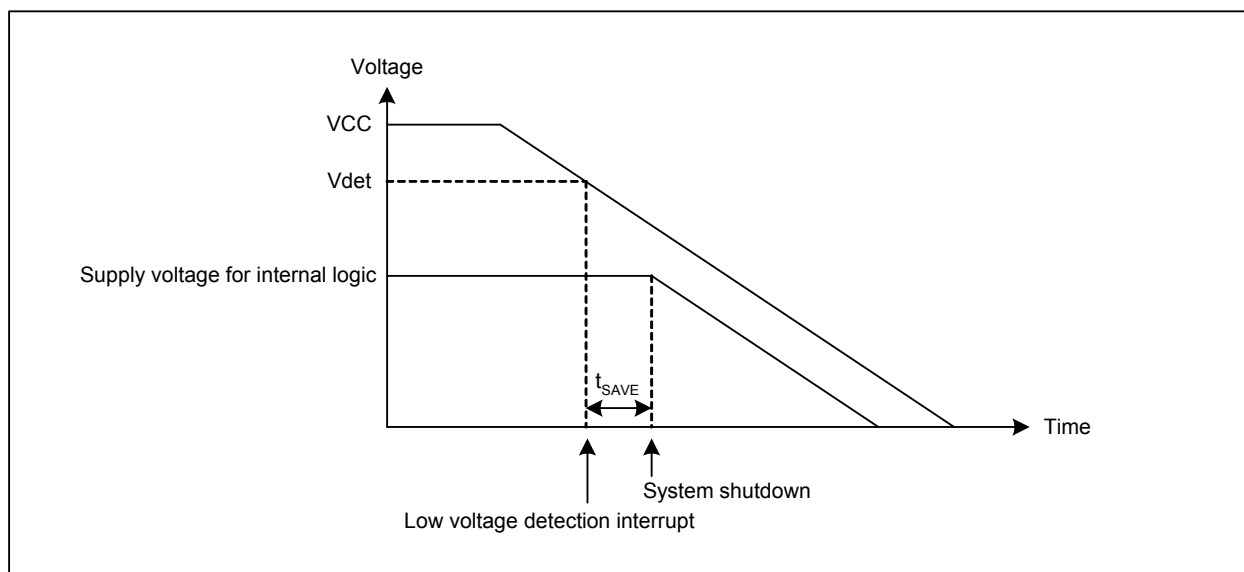 Voltage
VCC
Vdet
Supply voltage for internal logic
tSAVE
Time
System shutdown
Low voltage detection interrupt